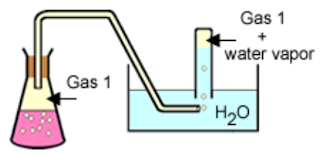 Gas 1
+
water vapor
Gas 1
H₂O